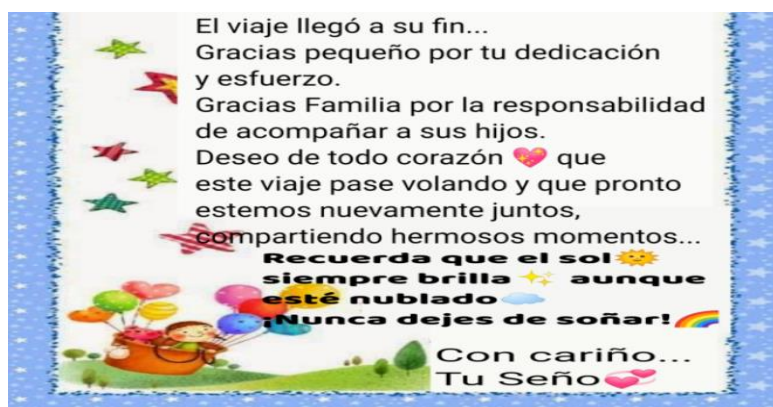 El viaje llegó a su fin...
Gracias pequeño por tu dedicación
y esfuerzo.
Gracias Familia por la responsabilidad
de acompañar a sus hijos.
Deseo de todo corazón 💖 que
este viaje pase volando y que pronto
estemos nuevamente juntos,
compartiendo hermosos momentos...
Recuerda que el sol🌞
siempre brilla ✨ aunque
esté nublado☁️
¡Nunca dejes de soñar!🌈
Con cariño...
Tu Seño💞